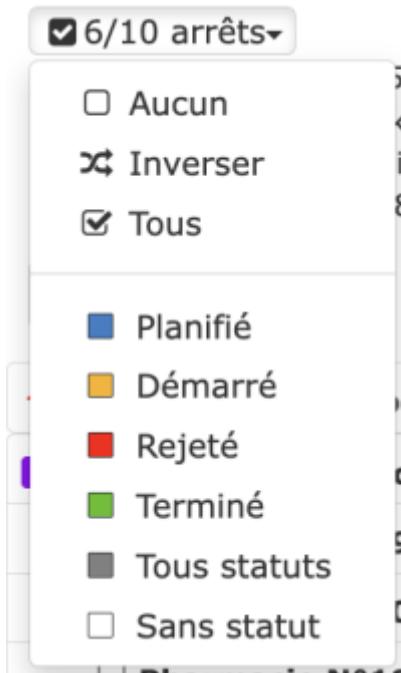 6/10 arrêts
Aucun
Inverser
Tous
Planifié
Démarré
Rejeté
Terminé
Tous statuts
Sans statut